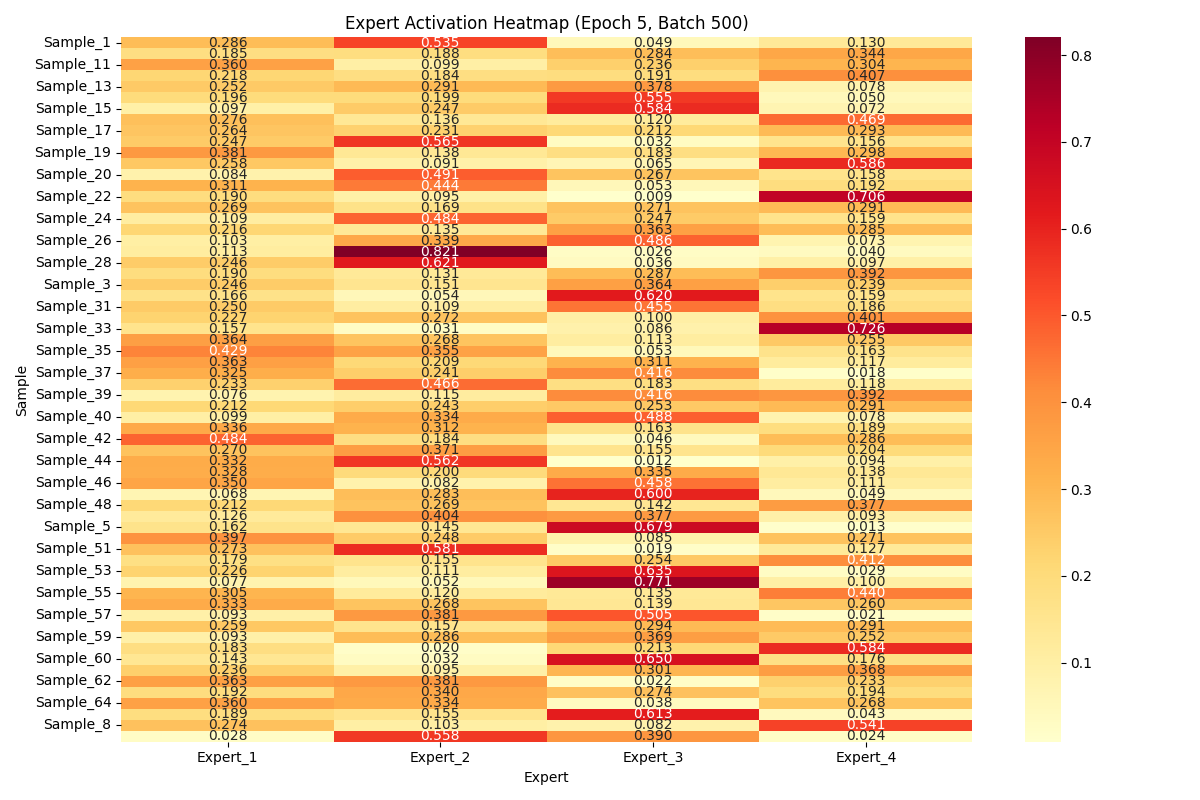 Expert Activation Heatmap (Epoch 5, Batch 500)
Sample_1 0.286 0.535 0.049 0.130
0.185 0.188 0.284 0.344
Sample_11 0.360 0.099 0.236 0.304
0.218 0.184 0.191 0.407
Sample_13 0.252 0.291 0.378 0.078
0.196 0.199 0.555 0.050
Sample_15 0.097 0.247 0.584 0.072
0.276 0.136 0.120 0.469
Sample_17 0.264 0.231 0.212 0.293
0.247 0.565 0.032 0.156
Sample_19 0.381 0.138 0.183 0.298
0.258 0.091 0.065 0.586
Sample_20 0.084 0.491 0.267 0.158
0.311 0.444 0.053 0.192
Sample_22 0.190 0.095 0.009 0.706
0.269 0.169 0.271 0.291
Sample_24 0.109 0.484 0.247 0.159
0.216 0.135 0.363 0.285
Sample_26 0.103 0.339 0.486 0.073
0.113 0.821 0.026 0.040
Sample_28 0.246 0.621 0.036 0.097
0.190 0.131 0.287 0.392
Sample_3 0.246 0.151 0.364 0.239
0.166 0.054 0.620 0.159
Sample_31 0.250 0.109 0.455 0.186
0.227 0.272 0.100 0.401
Sample_33 0.157 0.031 0.086 0.726
0.364 0.268 0.113 0.255
Sample_35 0.429 0.355 0.053 0.163
0.363 0.209 0.311 0.117
Sample_37 0.325 0.241 0.416 0.018
0.233 0.466 0.183 0.118
Sample_39 0.076 0.115 0.416 0.392
0.212 0.243 0.253 0.291
Sample_40 0.099 0.334 0.488 0.078
0.336 0.312 0.163 0.189
Sample_42 0.484 0.184 0.046 0.286
0.270 0.371 0.155 0.204
Sample_44 0.332 0.562 0.012 0.094
0.328 0.200 0.335 0.138
Sample_46 0.350 0.082 0.458 0.111
0.068 0.283 0.600 0.049
Sample_48 0.212 0.269 0.142 0.377
0.126 0.404 0.377 0.093
Sample_5 0.162 0.145 0.679 0.013
0.397 0.248 0.085 0.271
Sample_51 0.273 0.581 0.019 0.127
0.179 0.155 0.254 0.412
Sample_53 0.226 0.111 0.635 0.029
0.077 0.052 0.771 0.100
Sample_55 0.305 0.120 0.135 0.440
0.333 0.268 0.139 0.260
Sample_57 0.093 0.381 0.505 0.021
0.259 0.157 0.294 0.291
Sample_59 0.093 0.286 0.369 0.252
0.183 0.020 0.213 0.584
Sample_60 0.143 0.032 0.650 0.176
0.236 0.095 0.301 0.368
Sample_62 0.363 0.381 0.022 0.233
0.192 0.340 0.274 0.194
Sample_64 0.360 0.334 0.038 0.268
0.189 0.155 0.613 0.043
Sample_8 0.274 0.103 0.082 0.541
0.028 0.558 0.390 0.024
Expert_1 Expert_2 Expert_3 Expert_4
Expert
Sample
0.8
0.7
0.6
0.5
0.4
0.3
0.2
0.1